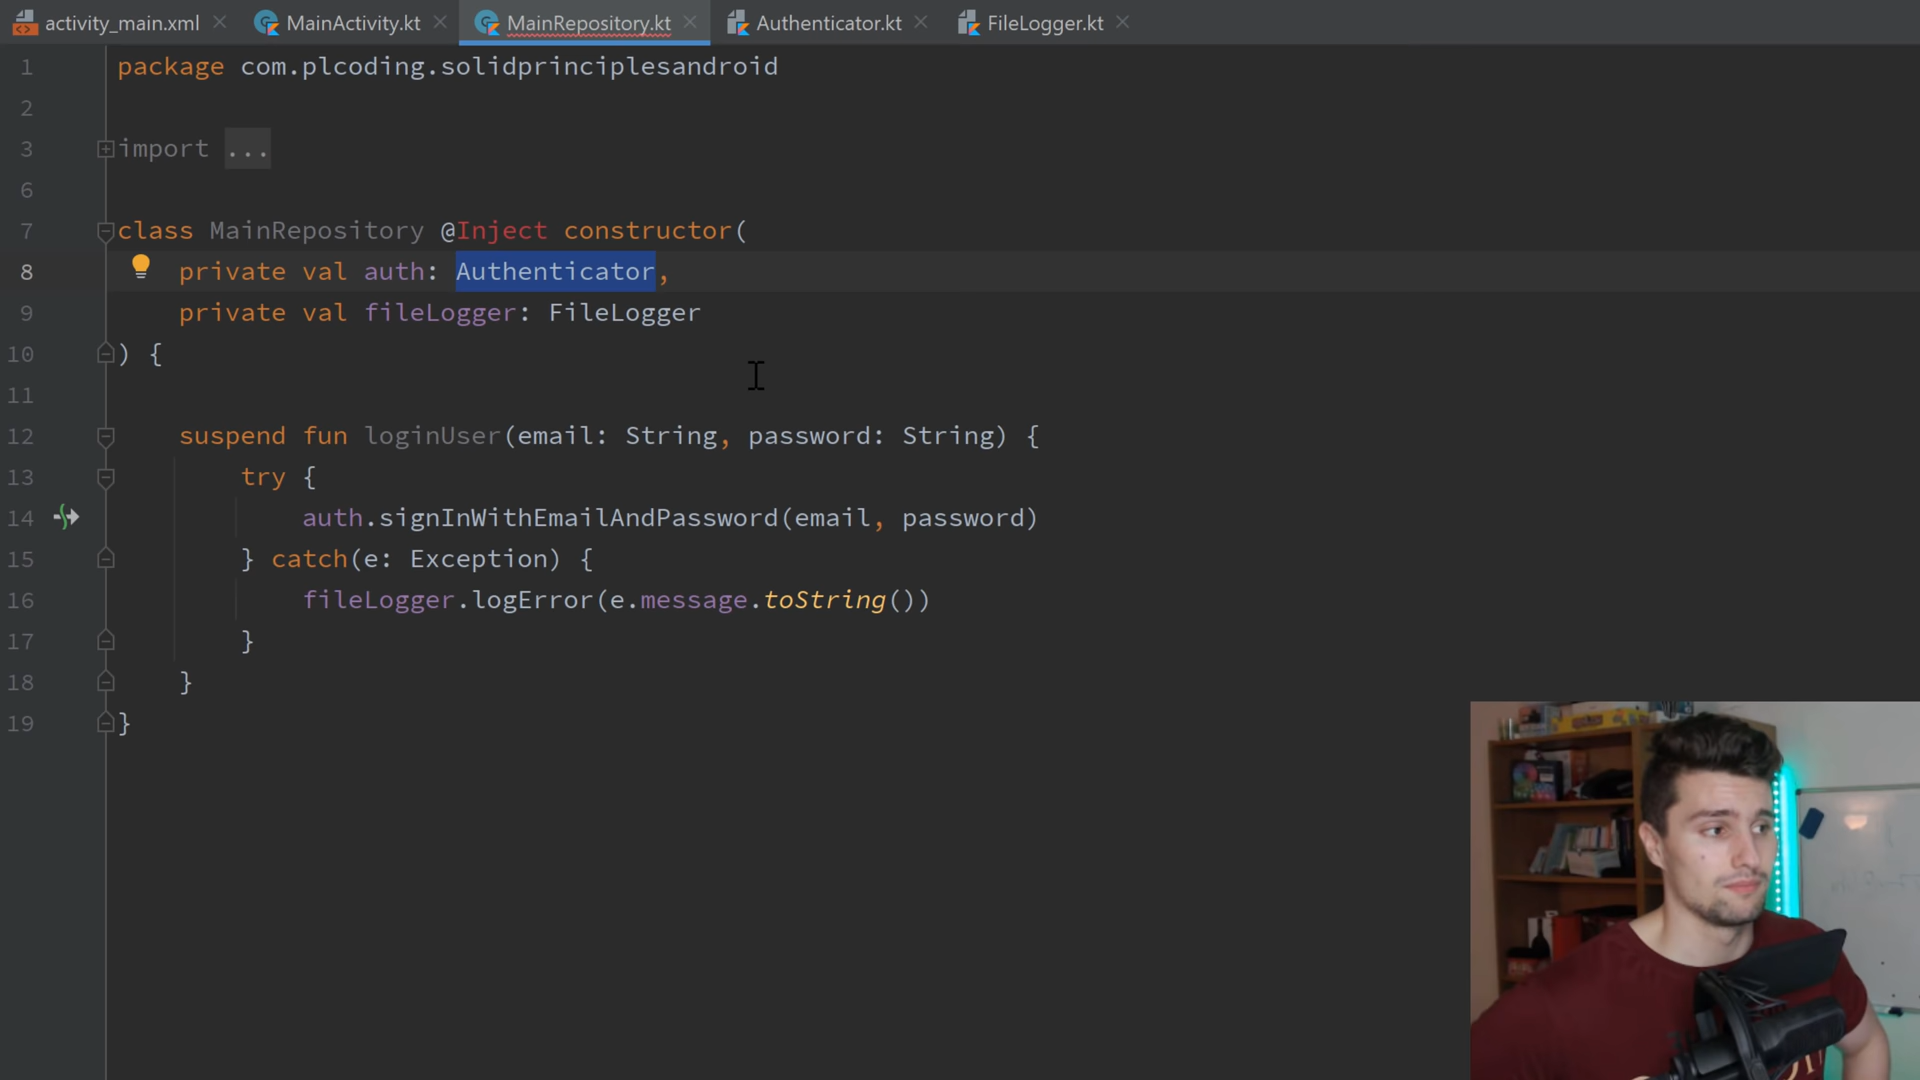 activity_main.xml MainActivity.kt MainRepository.kt Authenticator.kt FileLogger.kt
1 package com.plcoding.solidprinciplesandroid
2
3 import ...
6
7 class MainRepository @Inject constructor(
8 private val auth: Authenticator,
9 private val fileLogger: FileLogger
10 ) {
11
12 suspend fun loginUser(email: String, password: String) {
13 try {
14 auth.signInWithEmailAndPassword(email, password)
15 } catch(e: Exception) {
16 fileLogger.logError(e.message.toString())
17 }
18 }
19 }